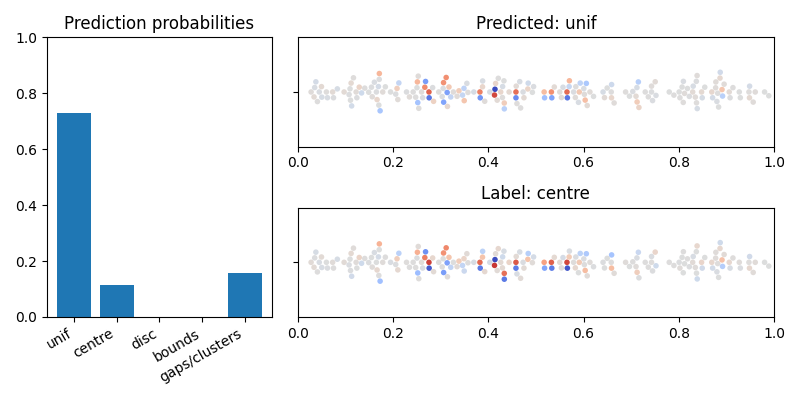 Prediction probabilities
1.0
0.8
0.6
0.4
0.2
0.0
unif
centre
disc
bounds
gaps/clusters
Predicted: unif
0.0 0.2 0.4 0.6 0.8 1.0
Label: centre
0.0 0.2 0.4 0.6 0.8 1.0